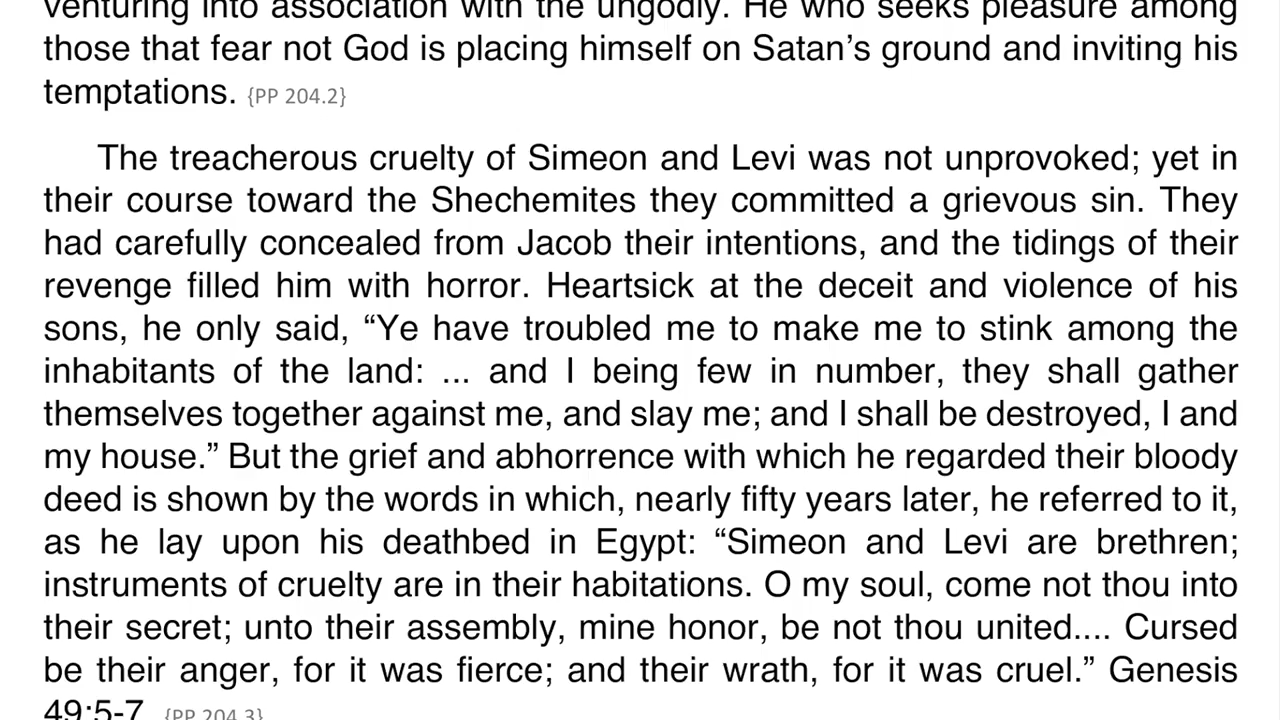 venturing into association with the ungodly. He who seeks pleasure among
those that fear not God is placing himself on Satan’s ground and inviting his
temptations. {PP 204.2}
The treacherous cruelty of Simeon and Levi was not unprovoked; yet in
their course toward the Shechemites they committed a grievous sin. They
had carefully concealed from Jacob their intentions, and the tidings of their
revenge filled him with horror. Heartsick at the deceit and violence of his
sons, he only said, “Ye have troubled me to make me to stink among the
inhabitants of the land: ... and I being few in number, they shall gather
themselves together against me, and slay me; and I shall be destroyed, I and
my house.” But the grief and abhorrence with which he regarded their bloody
deed is shown by the words in which, nearly fifty years later, he referred to it,
as he lay upon his deathbed in Egypt: “Simeon and Levi are brethren;
instruments of cruelty are in their habitations. O my soul, come not thou into
their secret; unto their assembly, mine honor, be not thou united.... Cursed
be their anger, for it was fierce; and their wrath, for it was cruel.” Genesis
49:5-7. {PP 204.3}